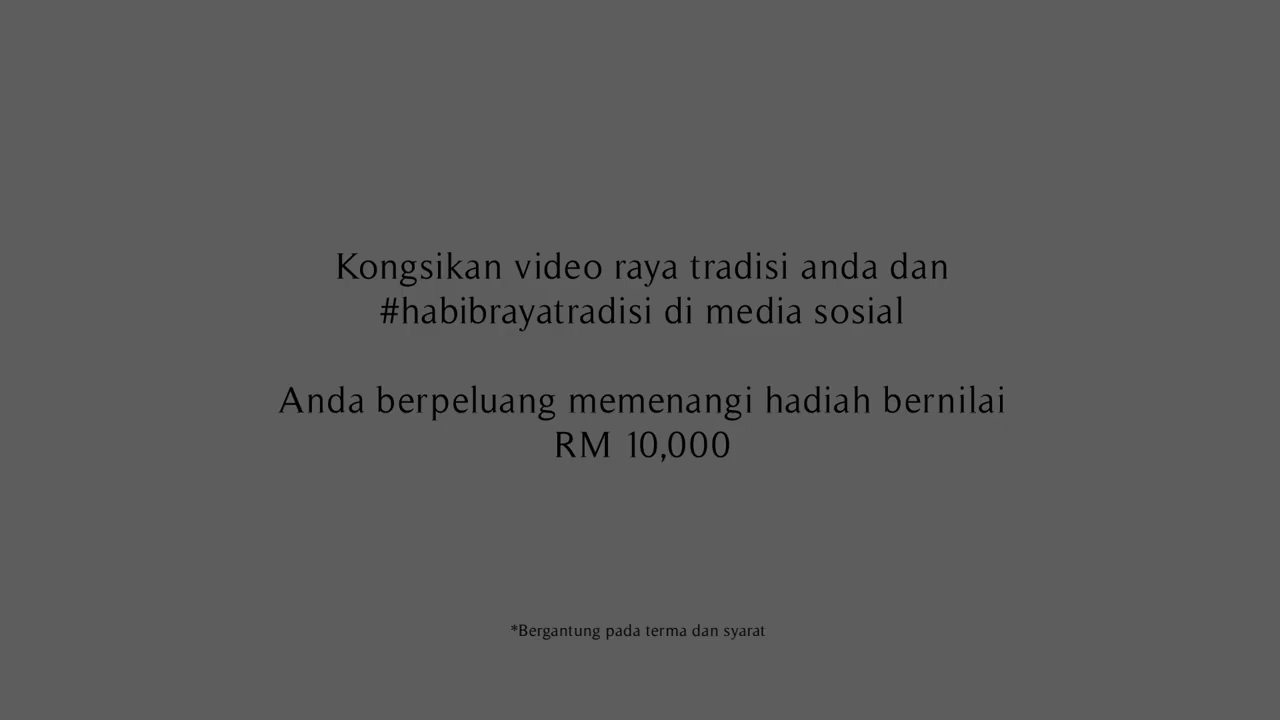 Kongsikan video raya tradisi anda dan
#habibrayatradisi di media sosial
Anda berpeluang memenangi hadiah bernilai
RM 10,000
*Bergantung pada terma dan syarat